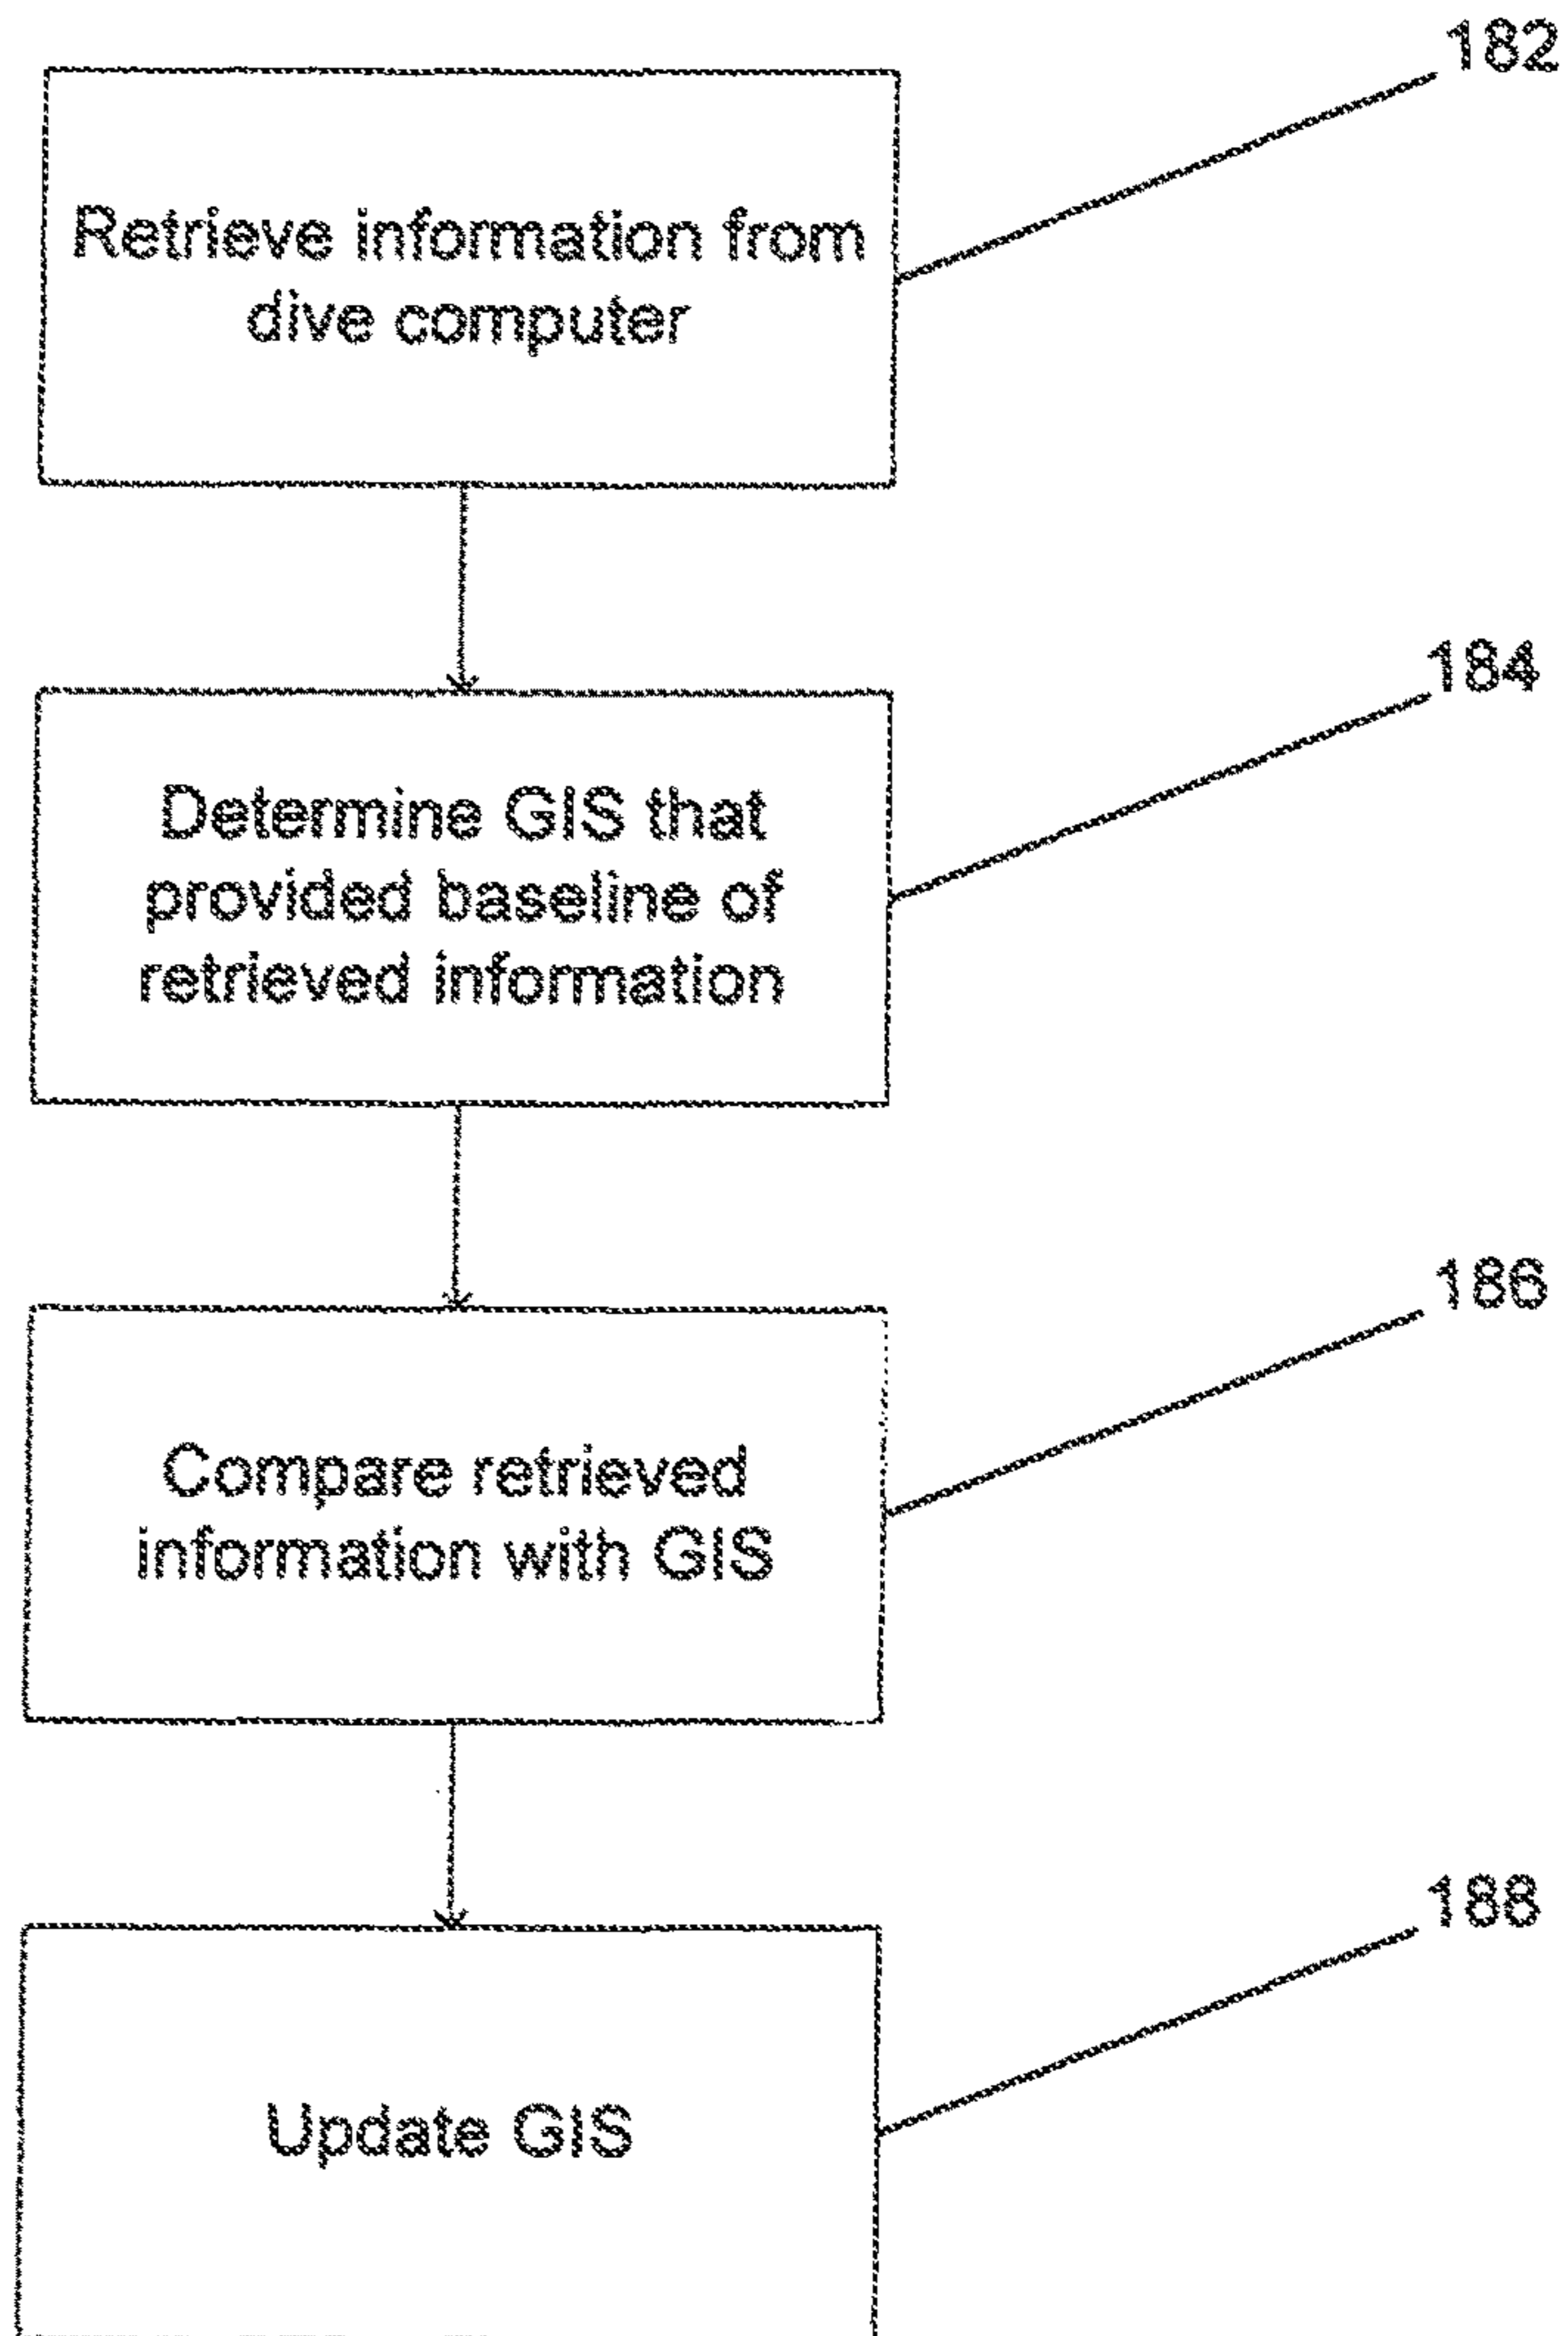 182
Retrieve information from
dive computer
184
Determine GIS that
provided baseline of
retrieved information
186
Compare retrieved
information with GIS
188
Update GIS